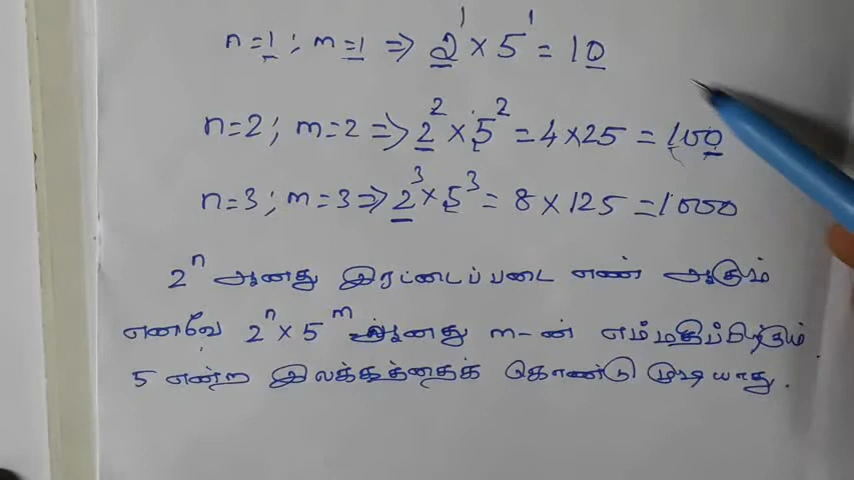 n=1 ; m=1 => 2¹ × 5¹ = 10
n=2; m=2 => 2² × 5² = 4×25 = 100
n=3; m=3 => 2³ × 5³ = 8 × 125 = 1000
2ⁿ ஆனது இரட்டைப்படை எண் ஆகும்
எனவே 2ⁿ × 5ᵐ ஆனது m-ன் எம்மதிப்பிற்கும்
5 என்ற இலக்கத்தைக் கொண்டு முடியாது.